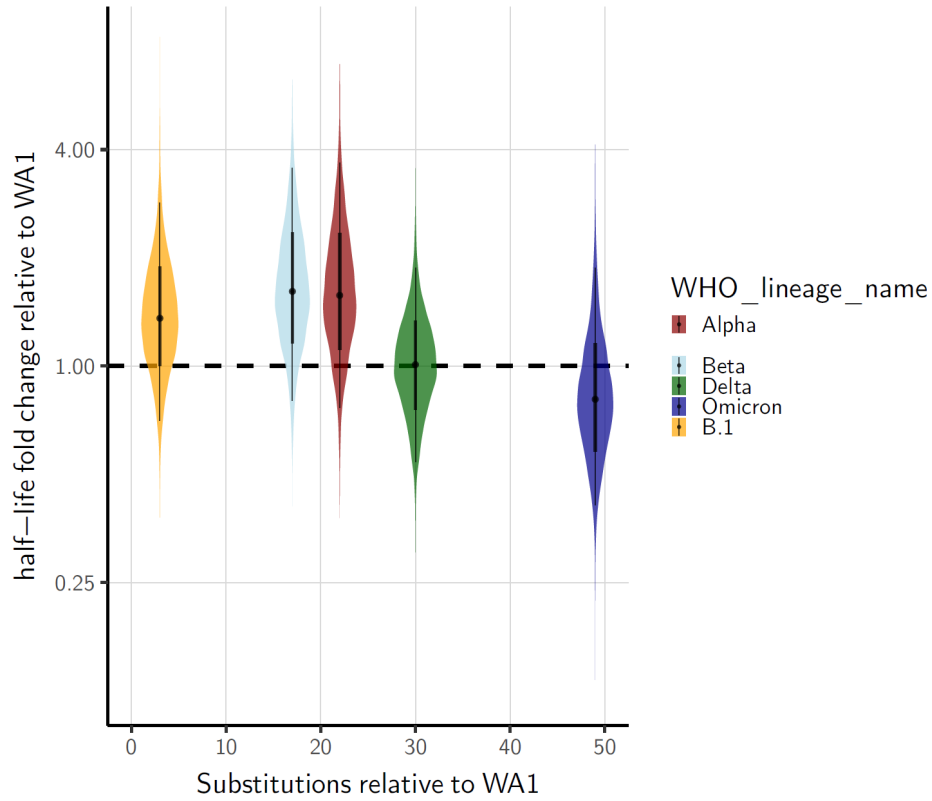 half−life fold change relative to WA1
4.00
1.00
0.25
0 10 20 30 40 50
Substitutions relative to WA1
WHO_lineage_name
Alpha
Beta
Delta
Omicron
B.1